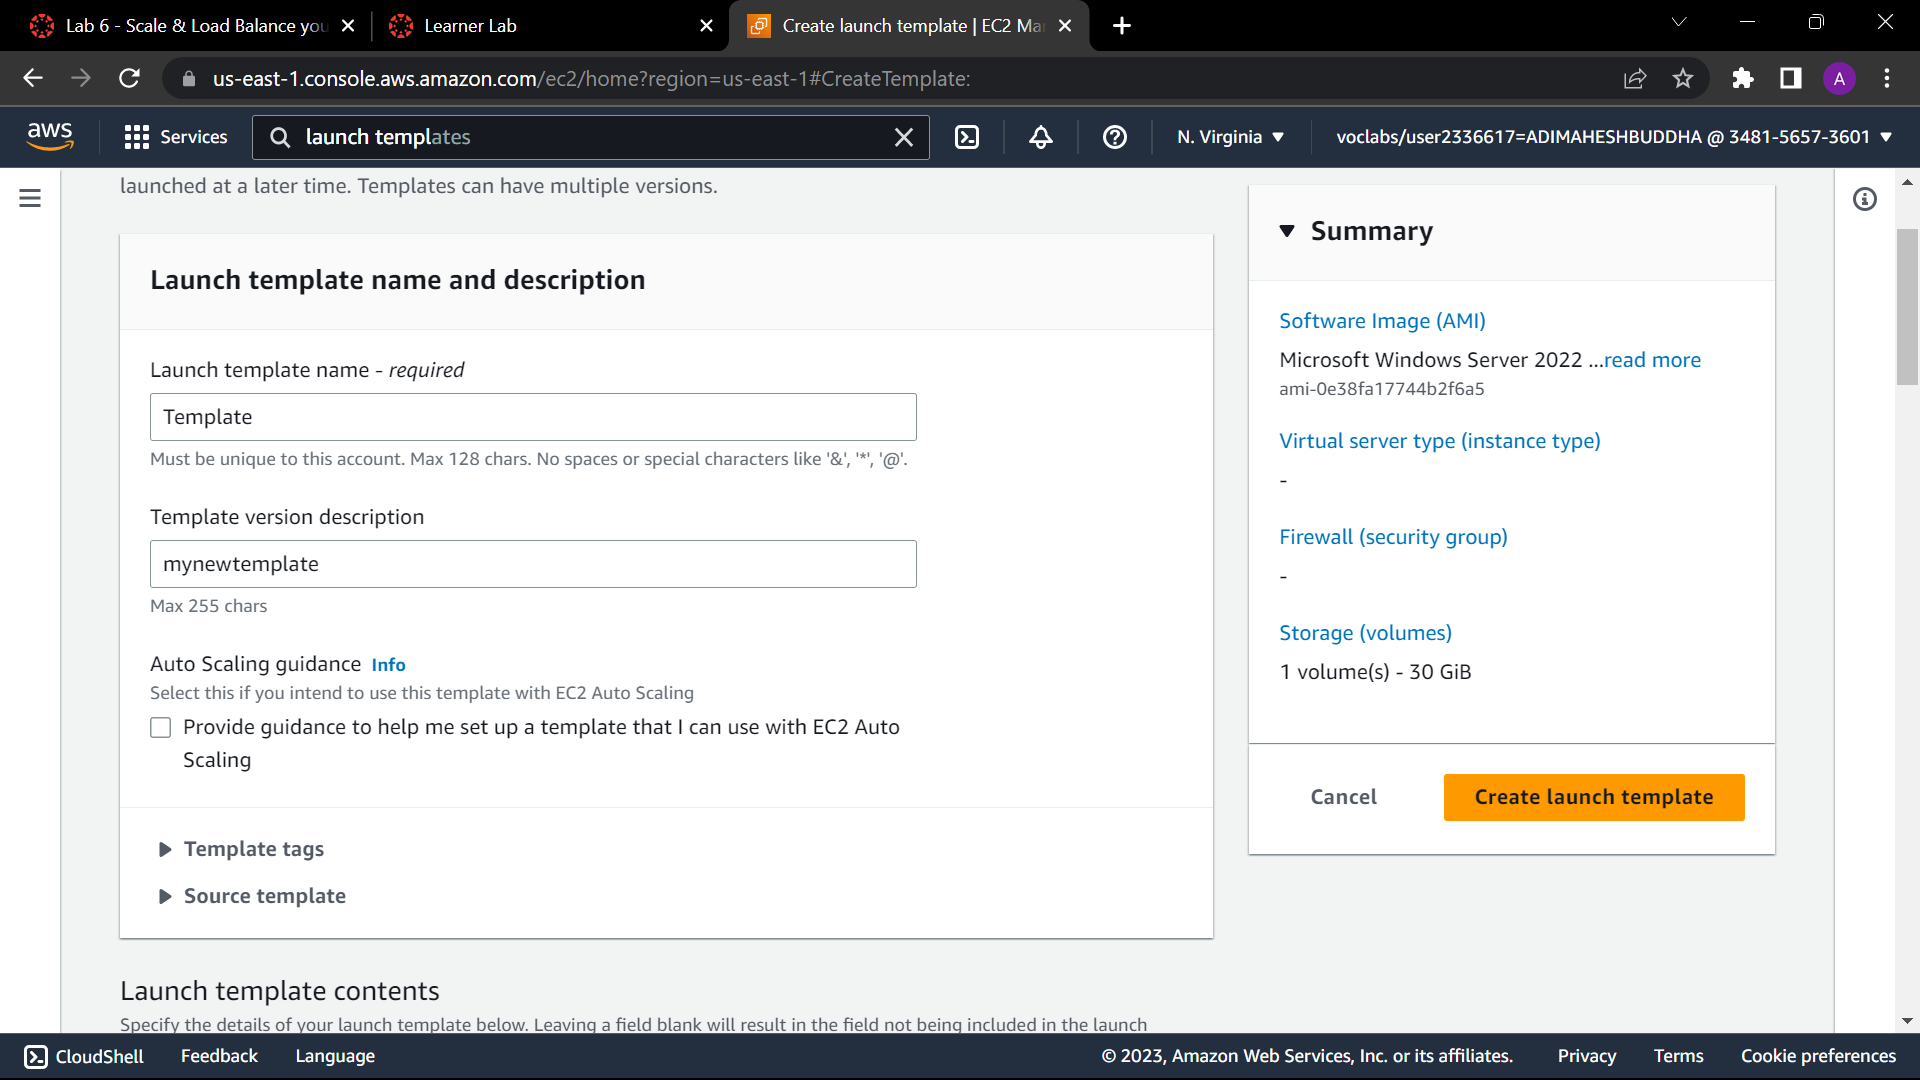 Lab 6 - Scale & Load Balance you
Learner Lab
Create launch template | EC2 Ma
us-east-1.console.aws.amazon.com/ec2/home?region=us-east-1#CreateTemplate:
A
aws
Services
launch templates
N. Virginia
voclabs/user2336617=ADIMAHESHBUDDHA @ 3481-5657-3601
launched at a later time. Templates can have multiple versions.
Launch template name and description
Launch template name - required
Template
Must be unique to this account. Max 128 chars. No spaces or special characters like '&', '*', '@'.
Template version description
mynewtemplate
Max 255 chars
Auto Scaling guidance Info
Select this if you intend to use this template with EC2 Auto Scaling
Provide guidance to help me set up a template that I can use with EC2 Auto
Scaling
Template tags
Source template
Launch template contents
Specify the details of your launch template below. Leaving a field blank will result in the field not being included in the launch
Summary
Software Image (AMI)
Microsoft Windows Server 2022 ...read more
ami-0e38fa17744b2f6a5
Virtual server type (instance type)
-
Firewall (security group)
-
Storage (volumes)
1 volume(s) - 30 GiB
Cancel
Create launch template
CloudShell
Feedback
Language
© 2023, Amazon Web Services, Inc. or its affiliates.
Privacy
Terms
Cookie preferences